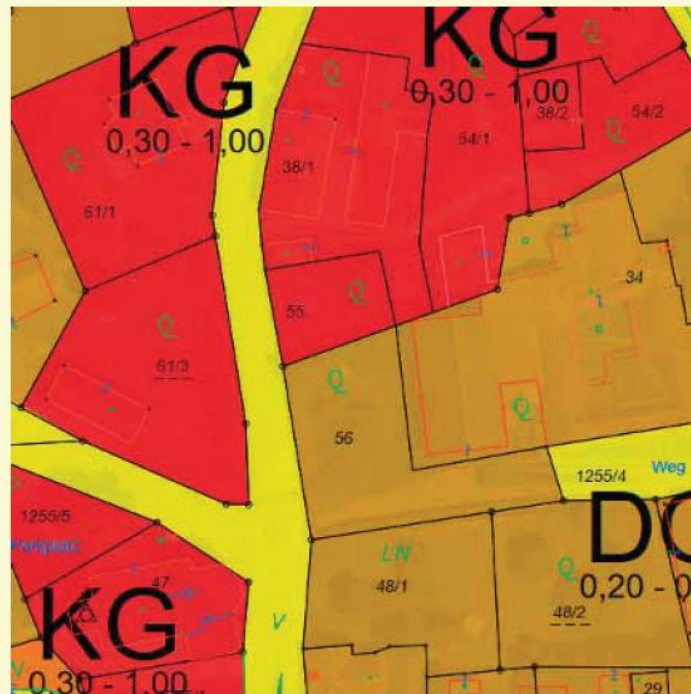 KG
0,30 - 1,00
KG
0,30 - 1,00
Q
Q
Q
Q
38/2
54/2
Q
54/1
38/1
61/1
34
Q
55
Q
61/3
Q
Q
56
Weg
1255/4
1255/5
Parkplatz
DO
0,20 - 0
LN
48/1
Q
48/2
47
KG
0,30 - 1,00
V
29